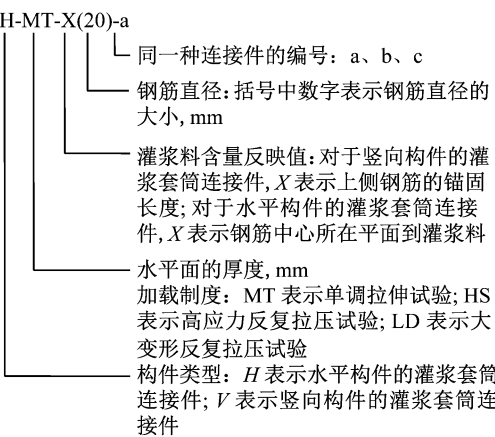 H-MT-X(20)-a
同一种连接件的编号：a、b、c
钢筋直径：括号中数字表示钢筋直径的
大小，mm
灌浆料含量反映值：对于竖向构件的灌
浆套筒连接件，X表示上侧钢筋的锚固
长度；对于水平构件的灌浆套筒连接
件，X表示钢筋中心所在平面到灌浆料
水平面的厚度，mm
加载制度：MT 表示单调拉伸试验；HS
表示高应力反复拉压试验；LD 表示大
变形反复拉压试验
构件类型：H表示水平构件的灌浆套筒
连接件；V 表示竖向构件的灌浆套筒连
接件